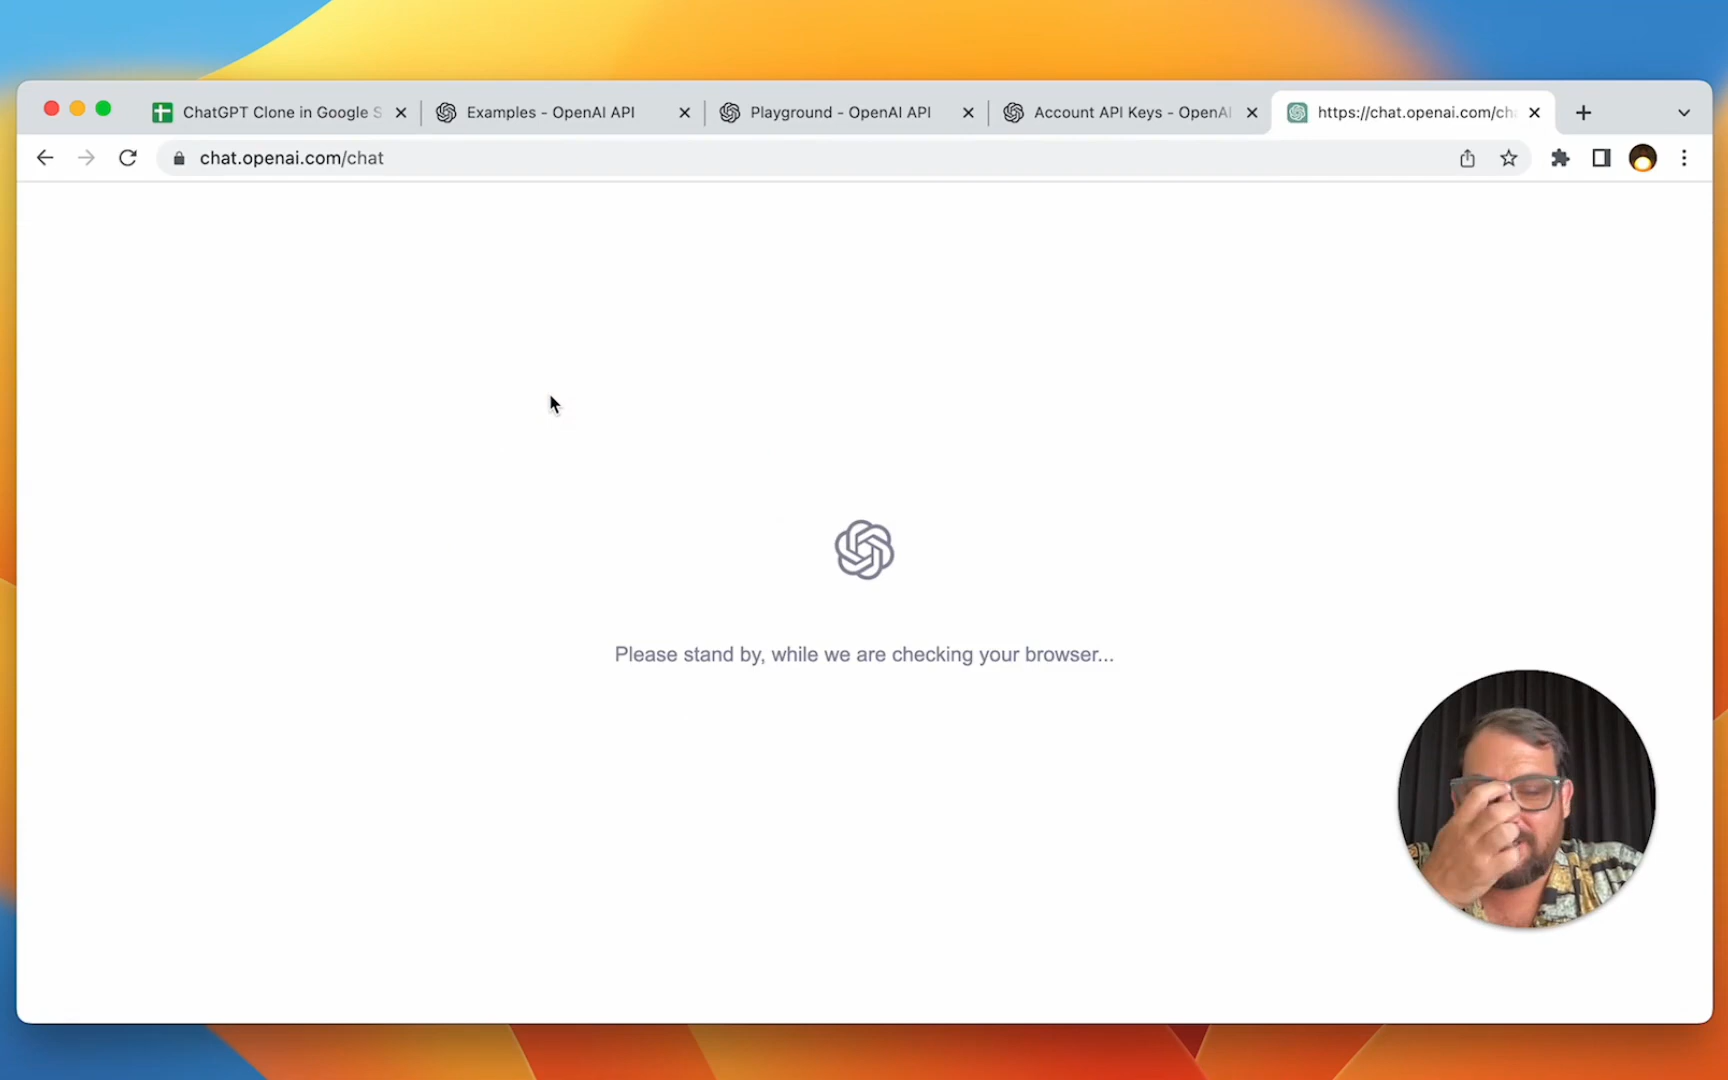 ChatGPT Clone in Google S
Examples - OpenAI API
Playground - OpenAI API
Account API Keys - OpenAI
https://chat.openai.com/ch
chat.openai.com/chat
Please stand by, while we are checking your browser...